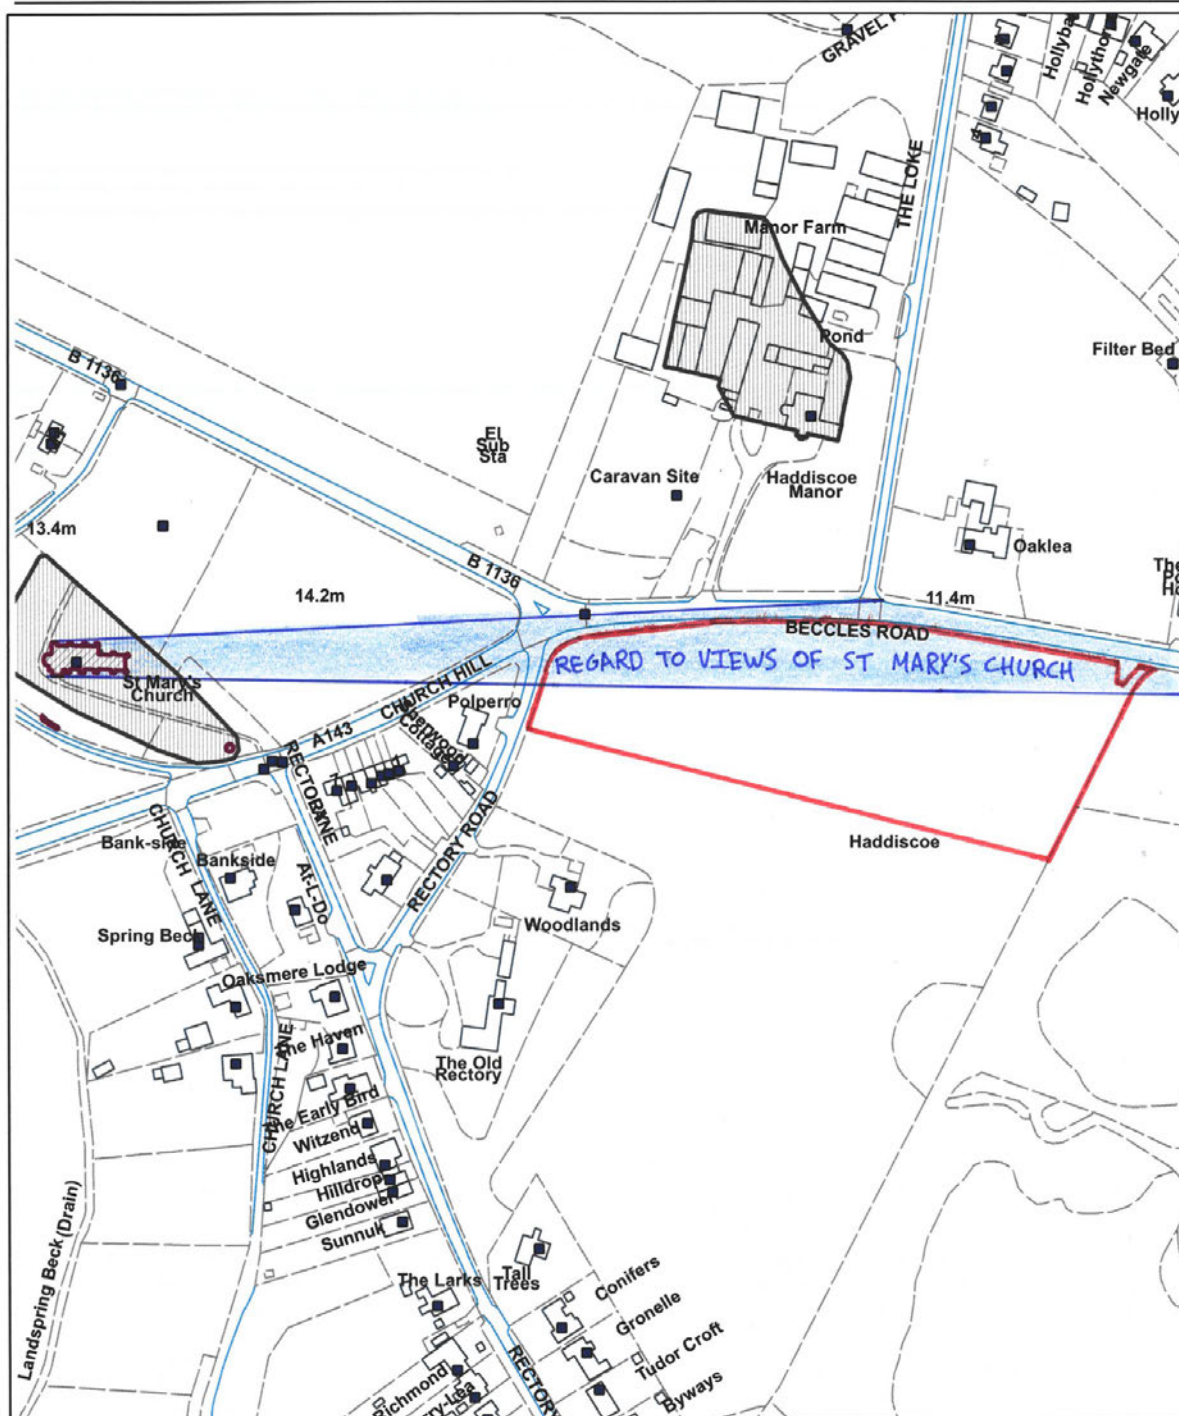 GRAVEL
Hollythor
Newgate
Holly
THE LOKE
Manor Farm
Pond
Filter Bed
B 1136
El
Sub
Sta
Caravan Site
Haddiscoe
Manor
Oaklea
13.4m
B 1136
14.2m
11.4m
BECCLES ROAD
REGARD TO VIEWS OF ST MARY'S CHURCH
St Mary's
Church
CHURCH HILL
A143
Polperro
Cottage
RECTORY LANE
RECTORY ROAD
Haddiscoe
CHURCH LANE
Bank-side
Bankside
Af-L-Do
Woodlands
Spring Beck
Oaksmere Lodge
The Haven
The Old
Rectory
CHURCH LANE
The Early Bird
Witzend
Highlands
Hilldrop
Glendower
Sunnuk
Landspring Beck (Drain)
The Larks
Tall
Trees
Conifers
Gronelle
Tudor Croft
Byways
Richmond
RECTORY